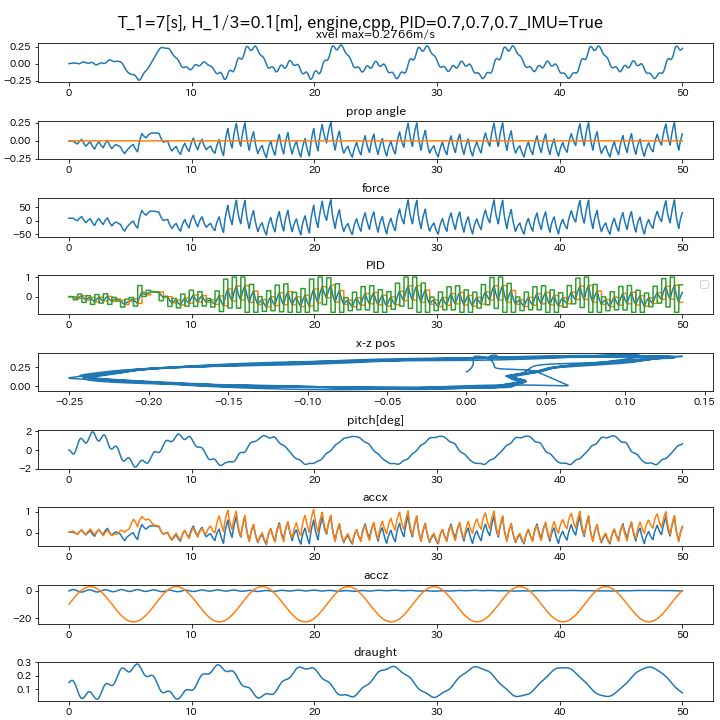 T_1=7[s], H_1/3=0.1[m], engine,cpp, PID=0.7,0.7,0.7_IMU=True
xvel max=0.2766m/s
0.25
0.00
−0.25
0 10 20 30 40 50
prop angle
0.25
0.00
−0.25
0 10 20 30 40 50
force
50
0
−50
0 10 20 30 40 50
PID
1
0
0 10 20 30 40 50
x-z pos
0.25
0.00
−0.25 −0.20 −0.15 −0.10 −0.05 0.00 0.05 0.10 0.15
pitch[deg]
2
0
−2
0 10 20 30 40 50
accx
1
0
0 10 20 30 40 50
accz
0
−20
0 10 20 30 40 50
draught
0.3
0.2
0.1
0 10 20 30 40 50